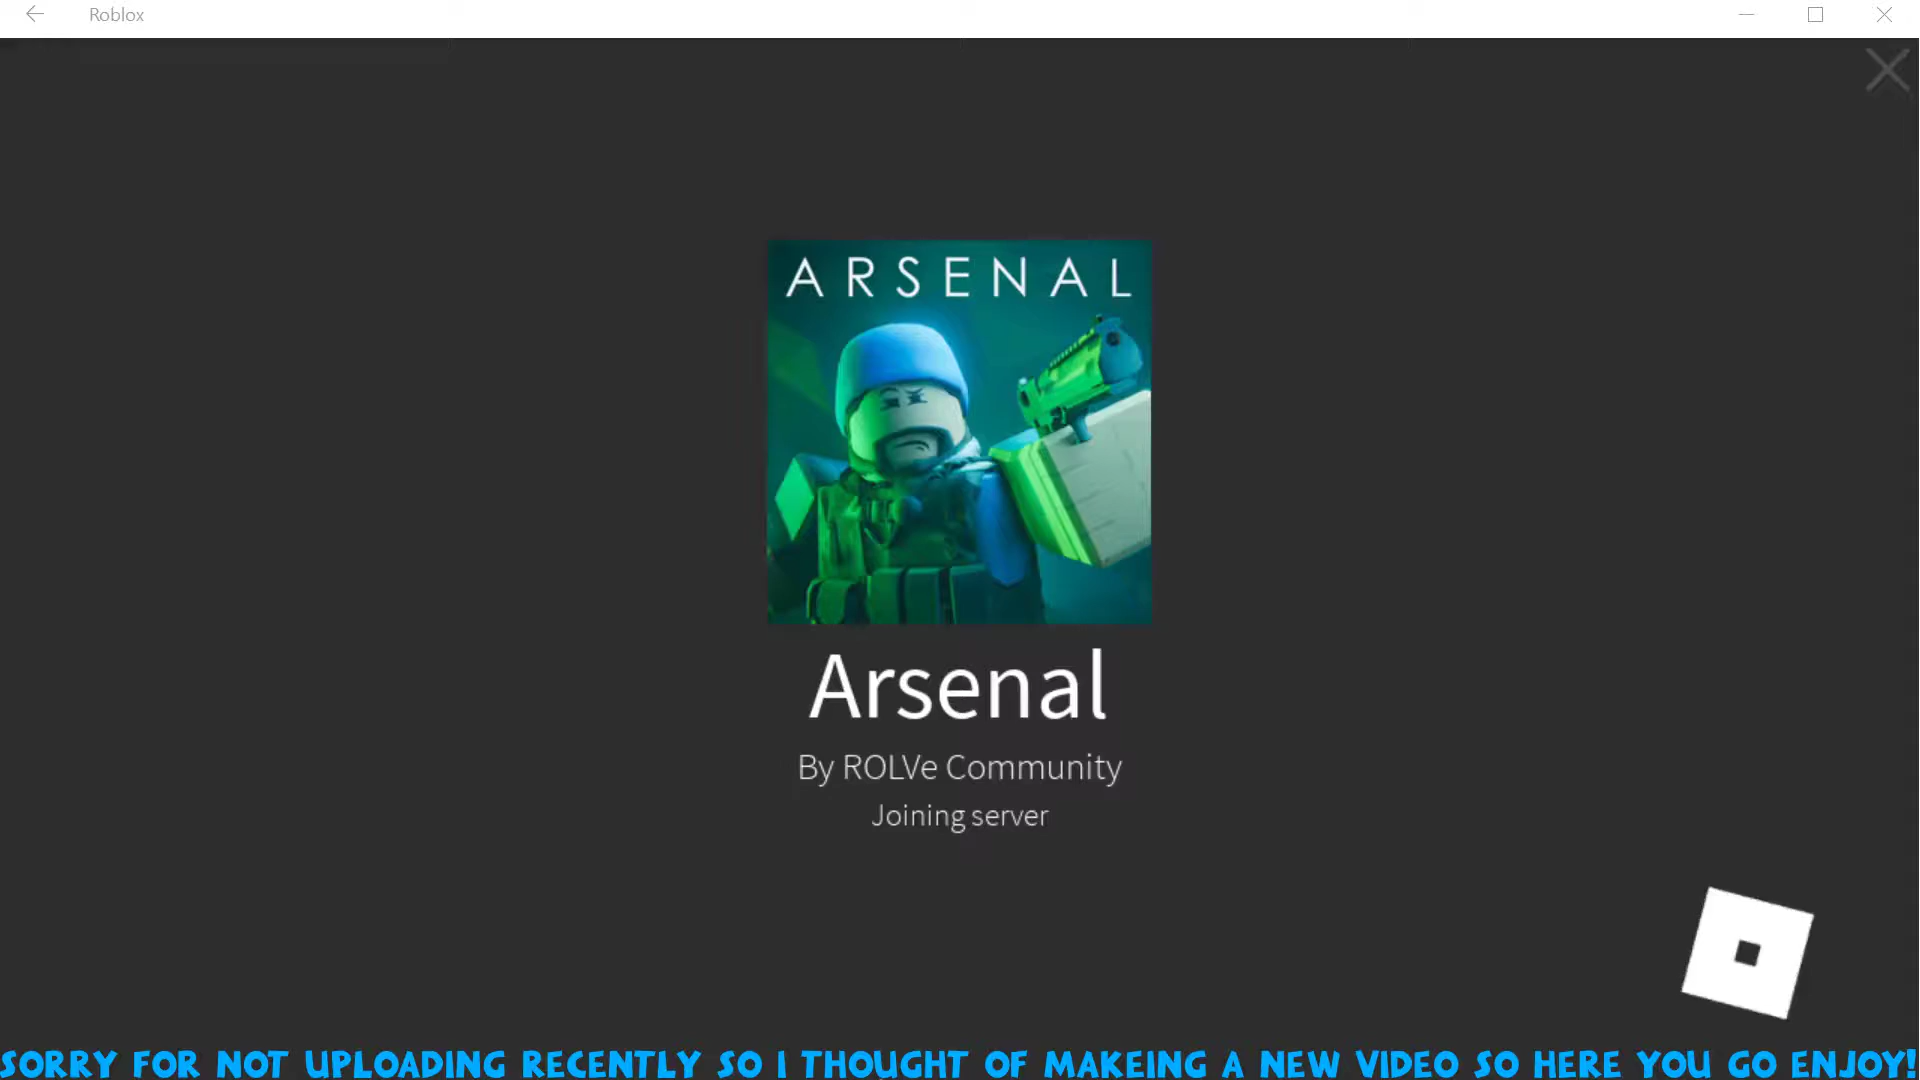 Roblox
ARSENAL
Arsenal
By ROLVe Community
Joining server
SORRY FOR NOT UPLOADING RECENTLY SO I THOUGHT OF MAKEING A NEW VIDEO SO HERE YOU GO ENJOY!